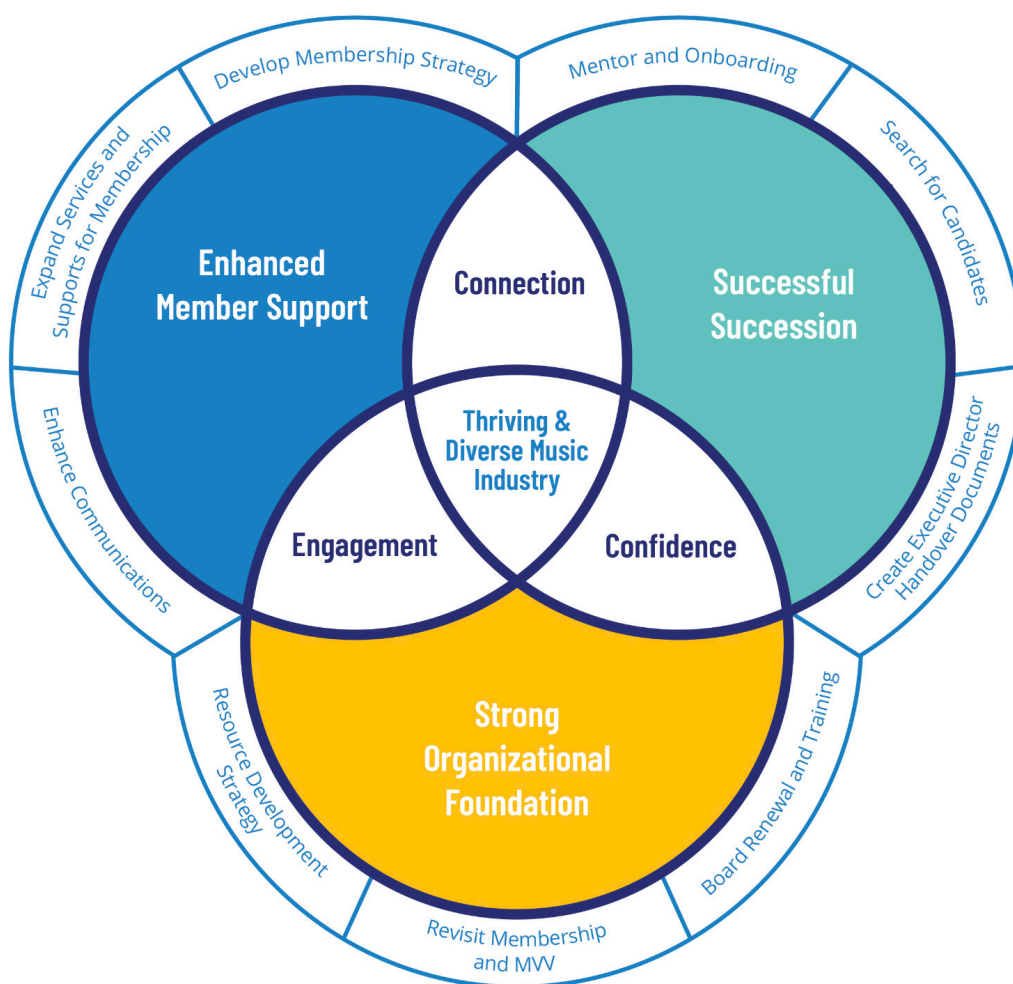 Develop Membership Strategy
Mentor and Onboarding
Expand Services and
Supports for Membership
Search for Candidates
Enhanced
Member Support
Connection
Successful
Succession
Thriving &
Diverse Music
Industry
Enhance Communications
Engagement
Confidence
Create Executive Director
Handover Documents
Strong
Organizational
Foundation
Resource Development
Strategy
Board Renewal and Training
Revisit Membership
and MVV